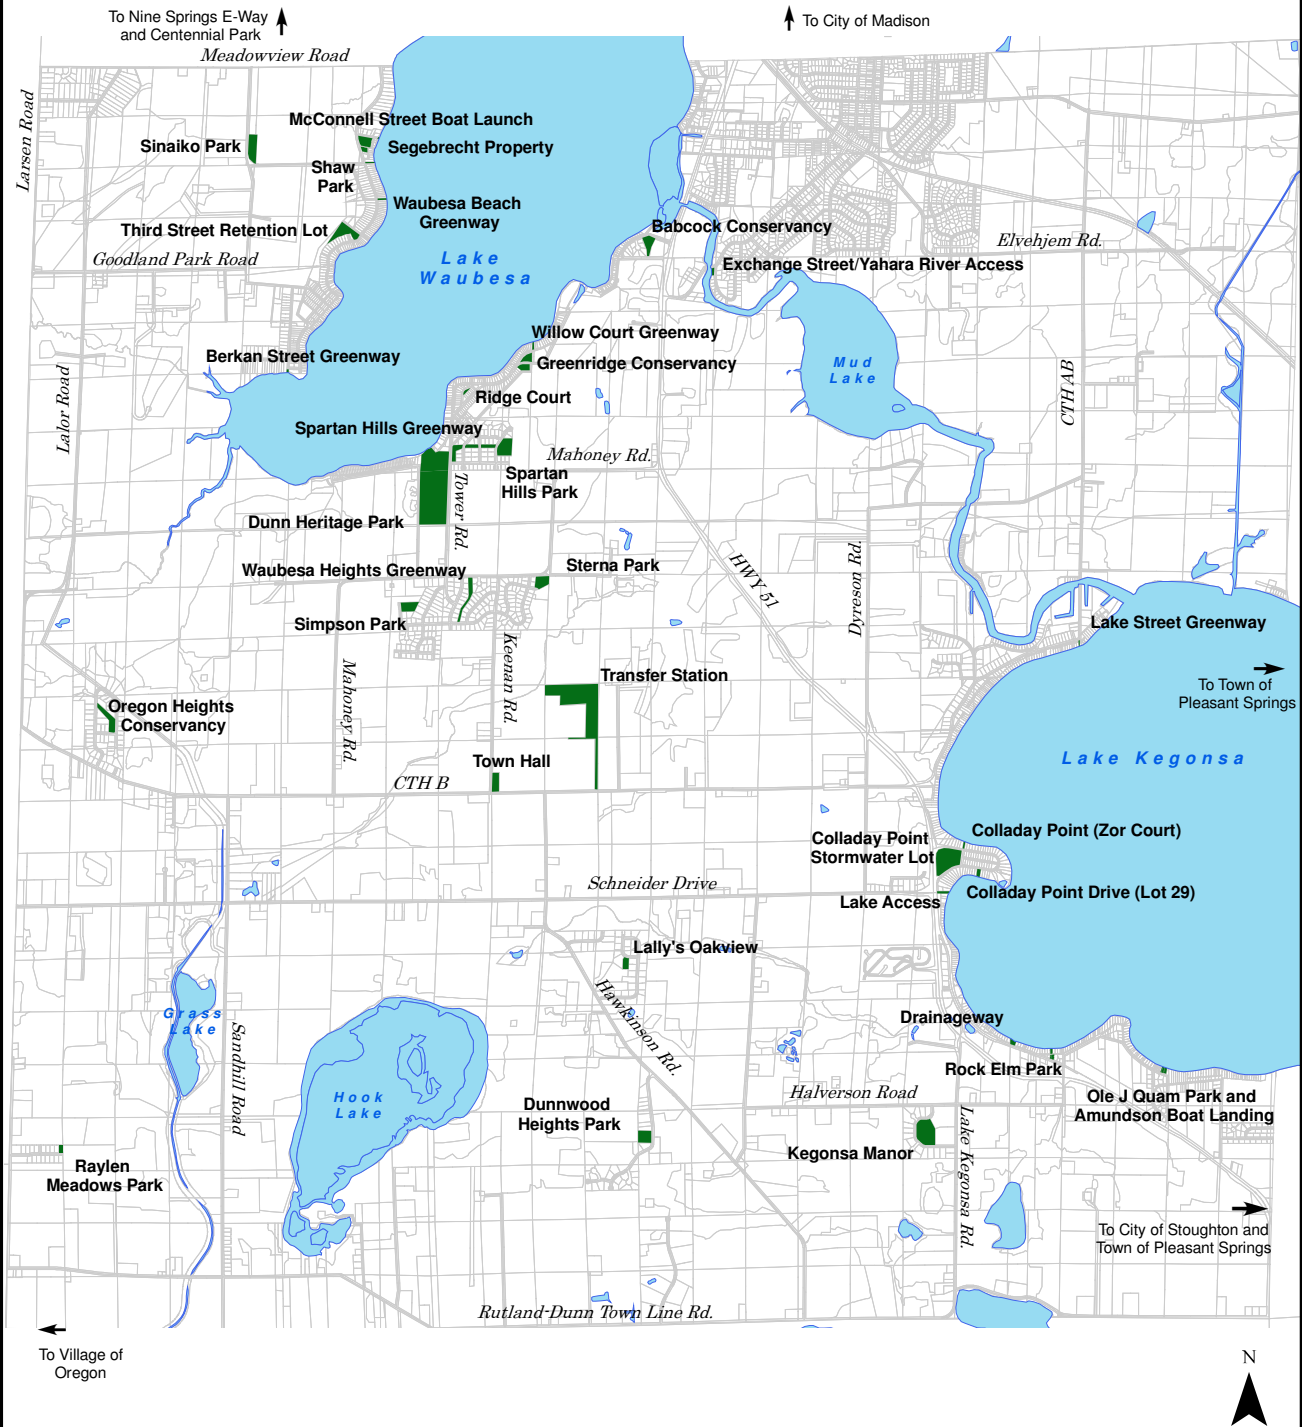 To Nine Springs E-Way
and Centennial Park
To City of Madison
Meadowview Road
Larsen Road
McConnell Street Boat Launch
Sinaiko Park
Segebrecht Property
Shaw
Park
Waubesa Beach
Greenway
Third Street Retention Lot
Babcock Conservancy
Elvehjem Rd.
Goodland Park Road
Lake
Waubesa
Exchange Street/Yahara River Access
Willow Court Greenway
Berkan Street Greenway
Greenridge Conservancy
Mud
Lake
CTH AB
Lalor Road
Ridge Court
Spartan Hills Greenway
Mahoney Rd.
Spartan
Hills Park
Tower Rd.
Dunn Heritage Park
HWY 51
Dyreson Rd.
Waubesa Heights Greenway
Sterna Park
Simpson Park
Lake Street Greenway
Keenan Rd.
Mahoney Rd.
Transfer Station
To Town of
Pleasant Springs
Oregon Heights
Conservancy
Lake Kegonsa
Town Hall
CTH B
Colladay Point (Zor Court)
Colladay Point
Stormwater Lot
Schneider Drive
Colladay Point Drive (Lot 29)
Lake Access
Lally's Oakview
Hawkinson Rd.
Grass
Lake
Sandhill Road
Drainageway
Rock Elm Park
Hook
Lake
Halverson Road
Ole J Quam Park and
Amundson Boat Landing
Dunnwood
Heights Park
Lake Kegonsa Rd.
Kegonsa Manor
Raylen
Meadows Park
To City of Stoughton and
Town of Pleasant Springs
Rutland-Dunn Town Line Rd.
To Village of
Oregon
N